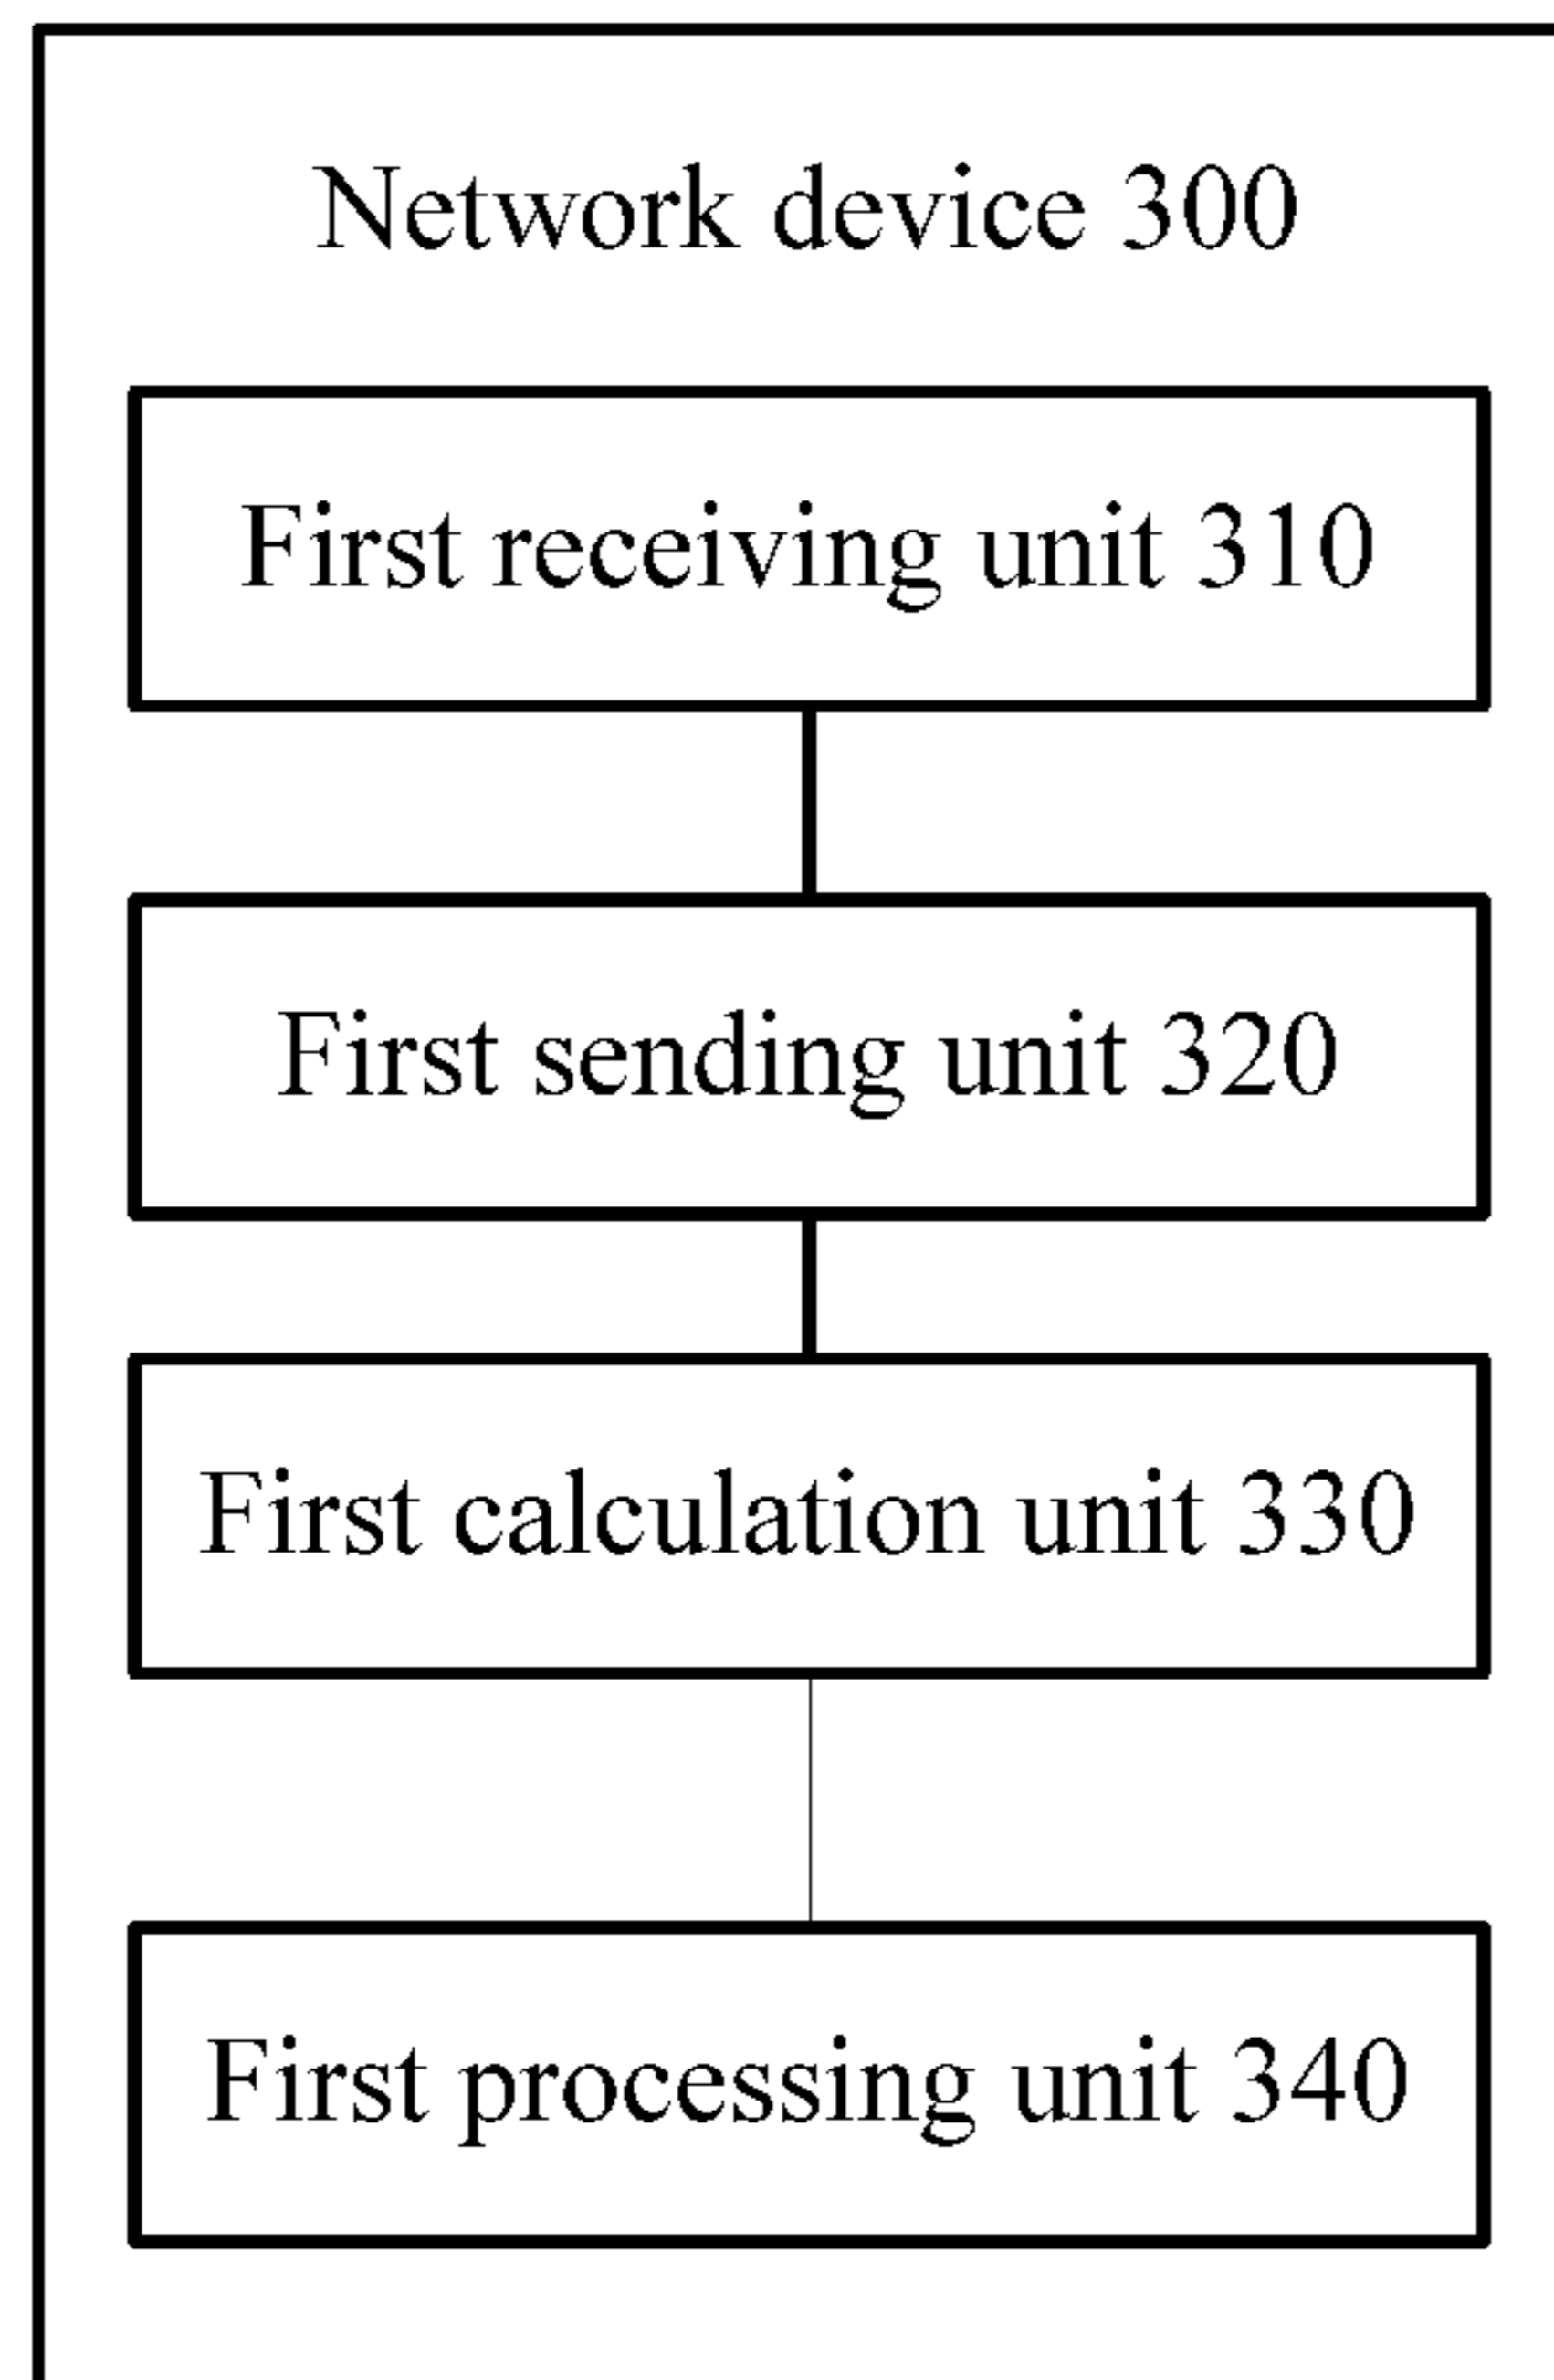 Network device 300
First receiving unit 310
First sending unit 320
First calculation unit 330
First processing unit 340